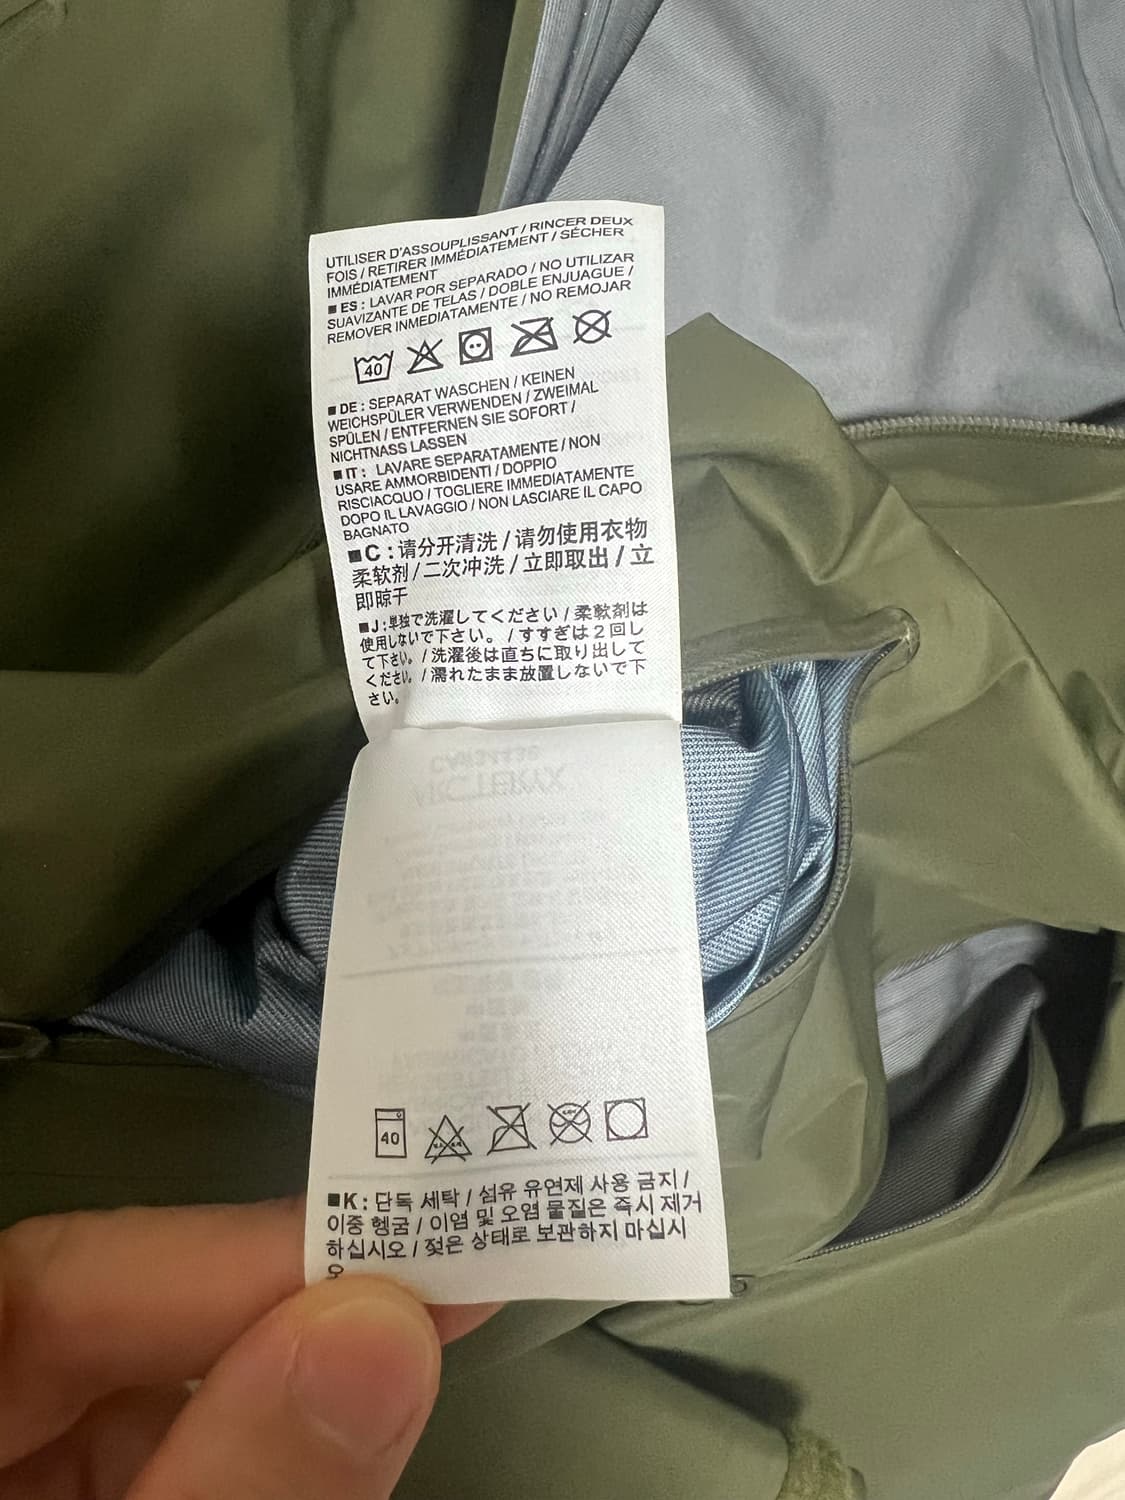 UTILISER D'ASSOUPLISSANT / RINCER DEUX
FOIS / RETIRER IMMÉDIATEMENT / SÉCHER
IMMÉDIATEMENT
■ ES : LAVAR POR SEPARADO / NO UTILIZAR
SUAVIZANTE DE TELAS / DOBLE ENJUAGUE /
REMOVER INMEDIATAMENTE / NO REMOJAR
40
■ DE : SEPARAT WASCHEN / KEINEN
WEICHSPÜLER VERWENDEN / ZWEIMAL
SPÜLEN / ENTFERNEN SIE SOFORT /
NICHTNASS LASSEN
■ IT : LAVARE SEPARATAMENTE / NON
USARE AMMORBIDENTI / DOPPIO
RISCIACQUO / TOGLIERE IMMEDIATAMENTE
DOPO IL LAVAGGIO / NON LASCIARE IL CAPO
BAGNATO
■C : 请分开清洗 / 请勿使用衣物
柔软剂 / 二次冲洗 / 立即取出 / 立
即晾干
■J : 単独で洗濯してください / 柔軟剤は
使用しないで下さい。 / すすぎは2回し
て下さい。 / 洗濯後は直ちに取り出して
ください。 / 濡れたまま放置しないで下
さい。
CA#34436
ARC'TERYX
40
■K : 단독 세탁 / 섬유 유연제 사용 금지 /
이중 헹굼 / 이염 및 오염 물질은 즉시 제거
하십시오 / 젖은 상태로 보관하지 마십시
오